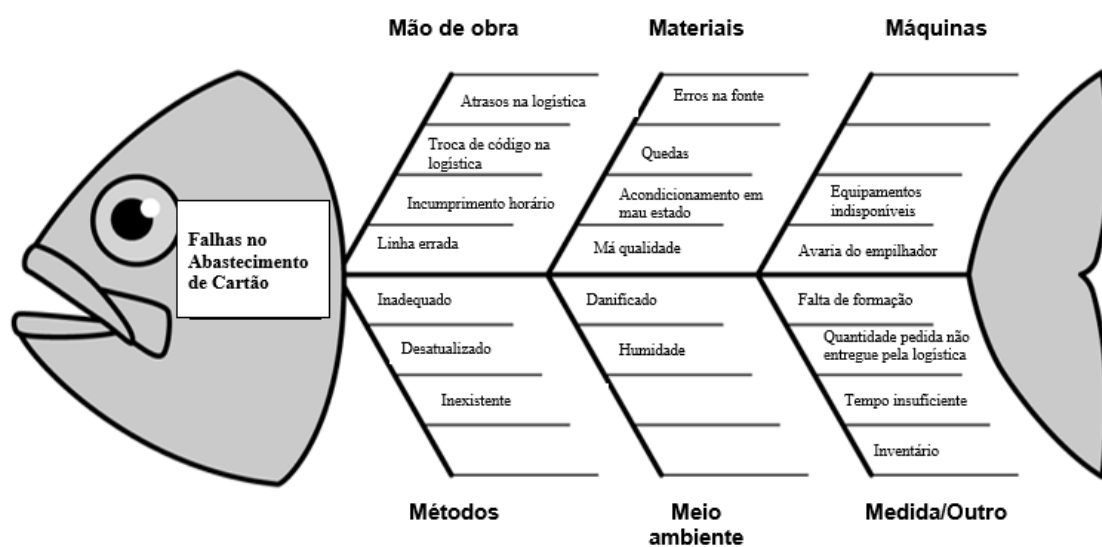 Mão de obra
Materiais
Máquinas
Atrasos na logística
Troca de código na
logística
Incumprimento horário
Linha errada
Erros na fonte
Quedas
Acondicionamento em
mau estado
Má qualidade
Equipamentos
indisponíveis
Avaria do empilhador
Falhas no
Abastecimento
de Cartão
Inadequado
Desatualizado
Inexistente
Danificado
Humidade
Falta de formação
Quantidade pedida não
entregue pela logística
Tempo insuficiente
Inventário
Métodos
Meio
ambiente
Medida/Outro